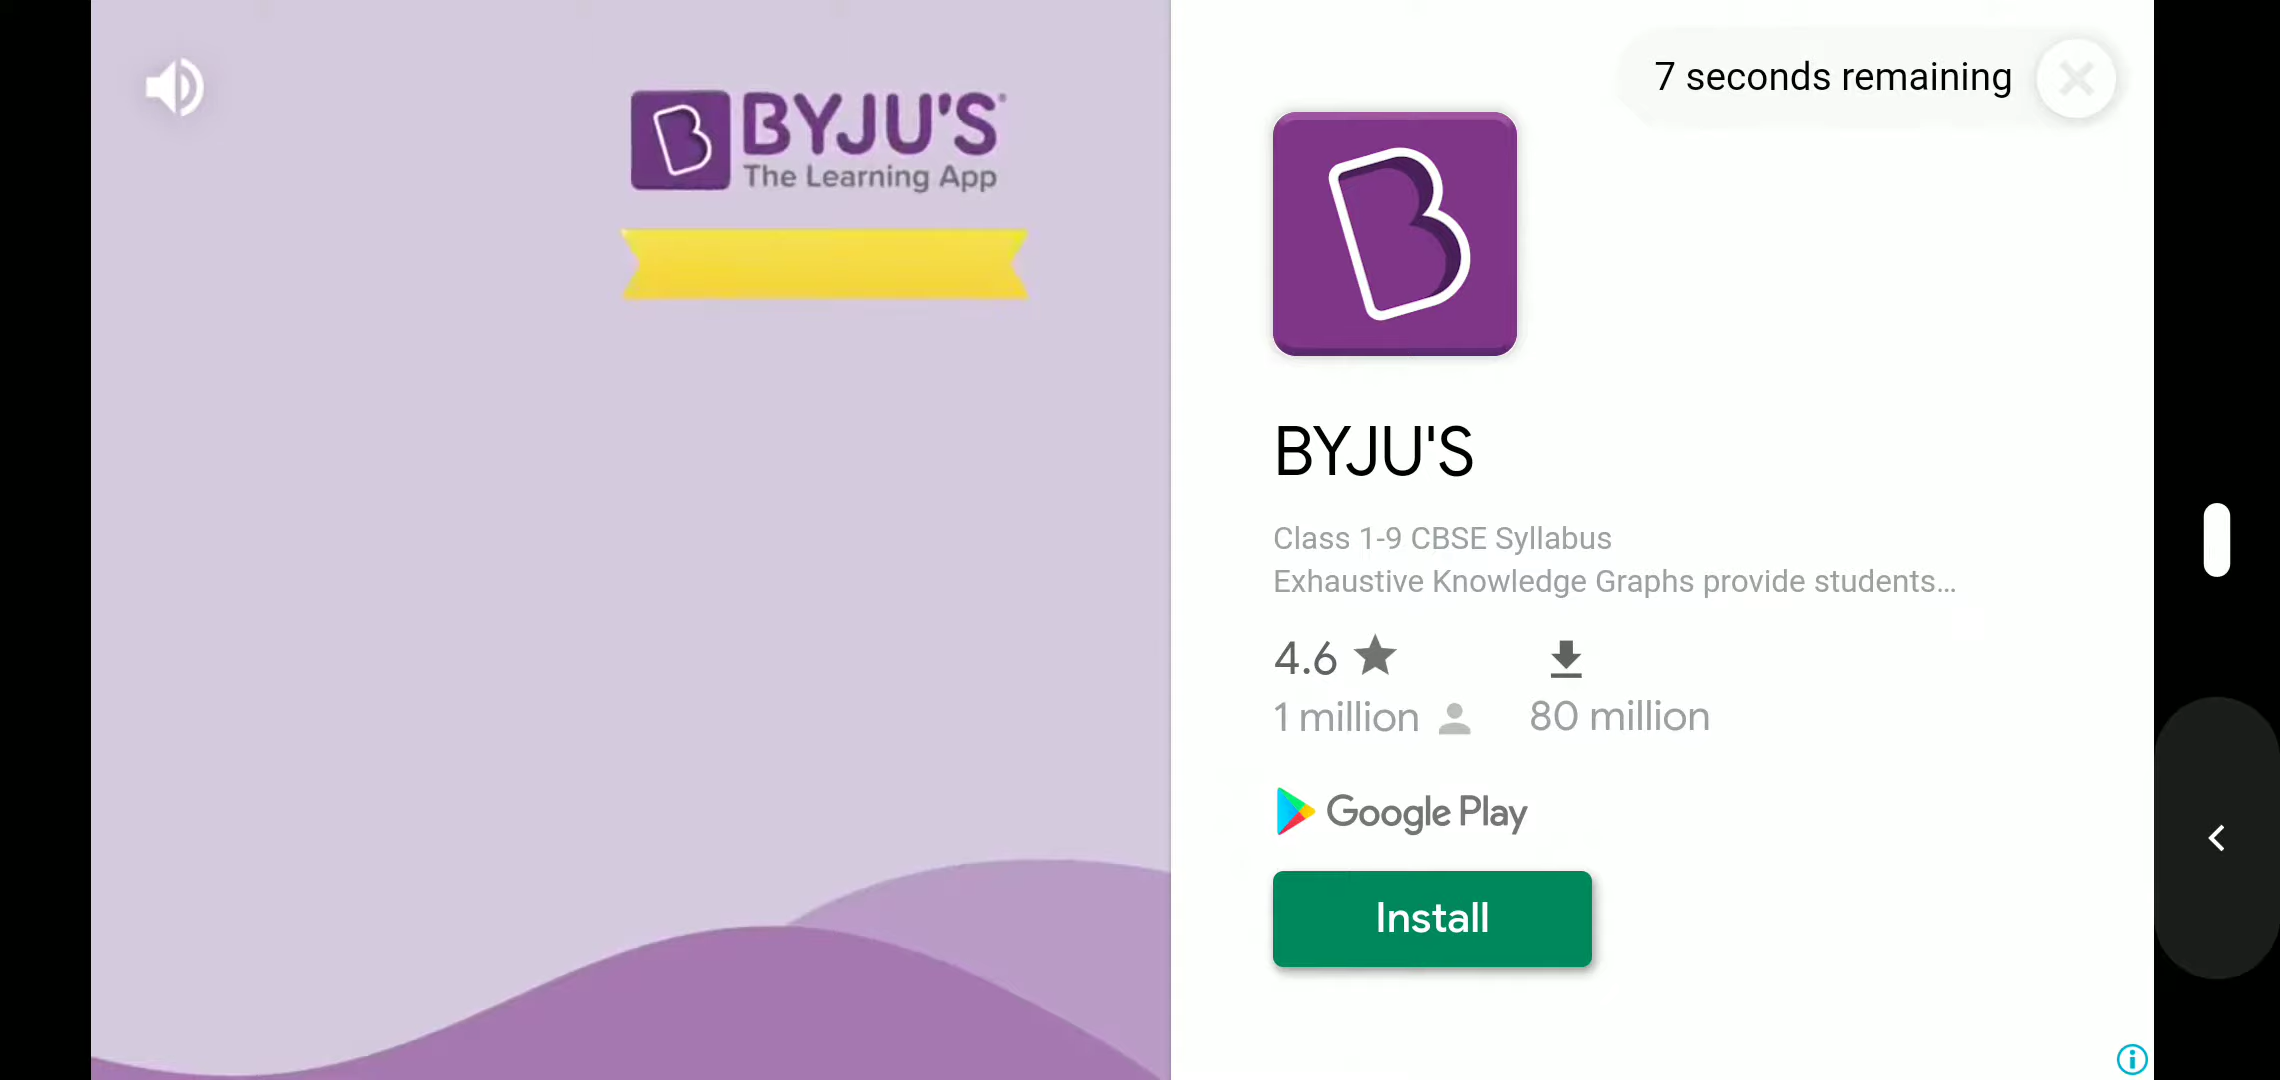 BYJU'S
The Learning App
7 seconds remaining
BYJU'S
Class 1-9 CBSE Syllabus
Exhaustive Knowledge Graphs provide students...
4.6
1 million
80 million
Google Play
Install